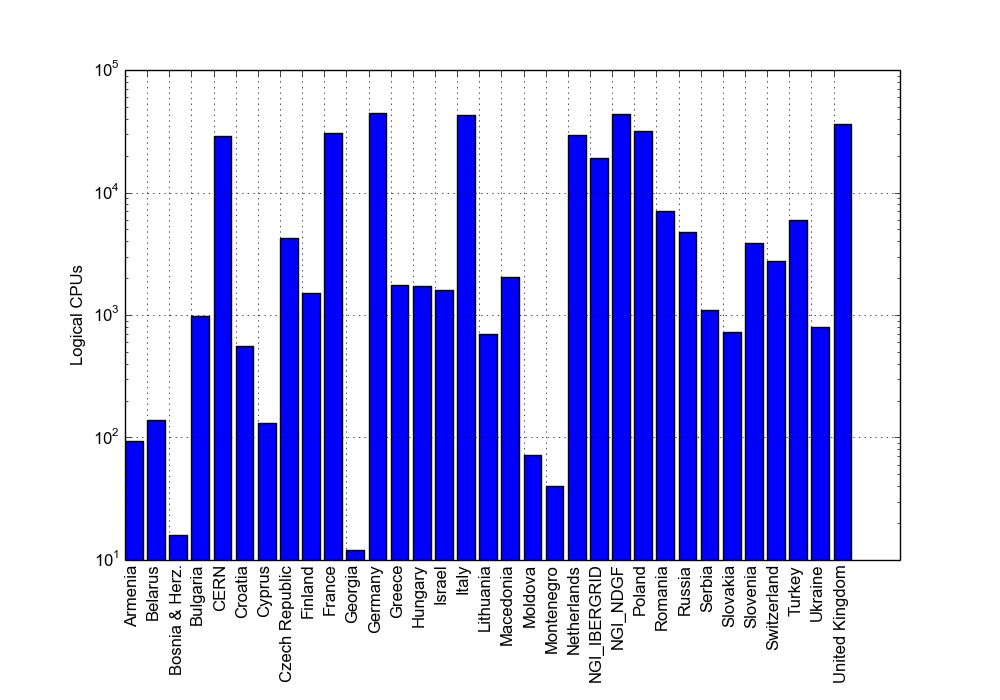 10^5
10^4
10^3
10^2
10^1
Logical CPUs
Armenia
Belarus
Bosnia & Herz.
Bulgaria
CERN
Croatia
Cyprus
Czech Republic
Finland
France
Georgia
Germany
Greece
Hungary
Israel
Italy
Lithuania
Macedonia
Moldova
Montenegro
Netherlands
NGI_IBERGRID
NGI_NDGF
Poland
Romania
Russia
Serbia
Slovakia
Slovenia
Switzerland
Turkey
Ukraine
United Kingdom